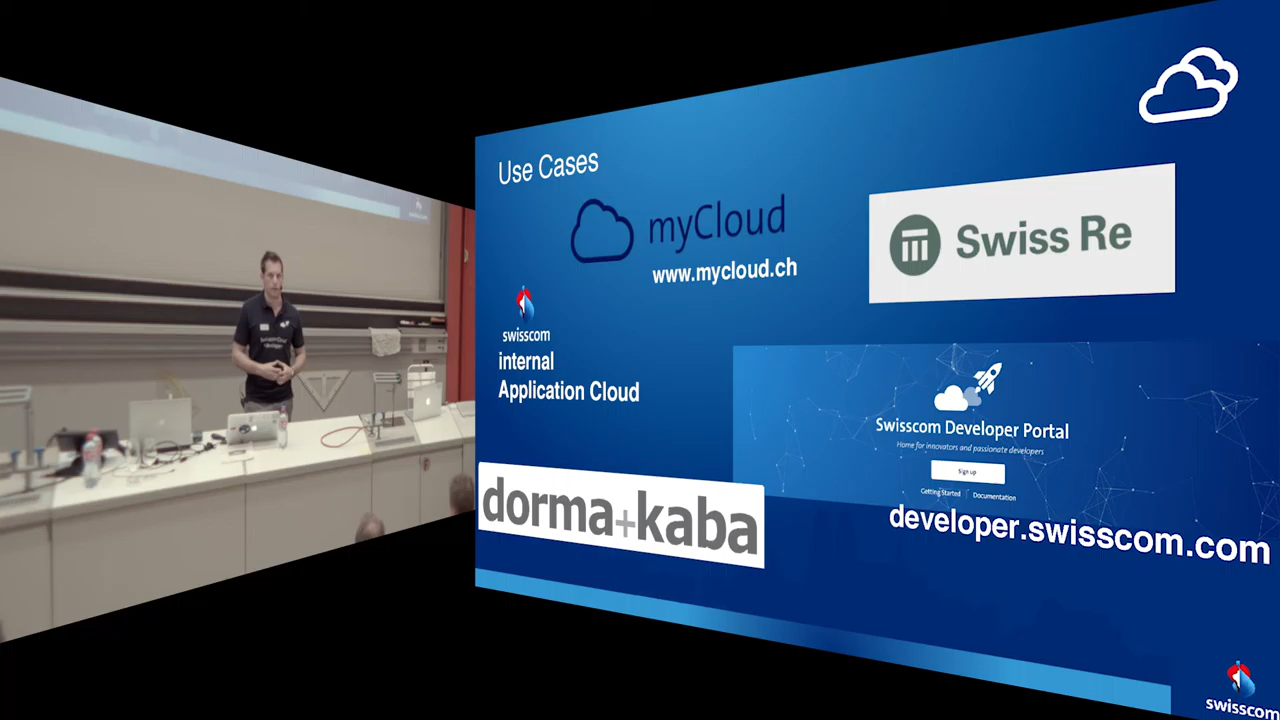 Use Cases
myCloud
www.mycloud.ch
Swiss Re
swisscom
internal
Application Cloud
Swisscom Developer Portal
Home for innovators and passionate developers
Sign up
Getting Started | Documentation
dorma+kaba
developer.swisscom.com
swisscom